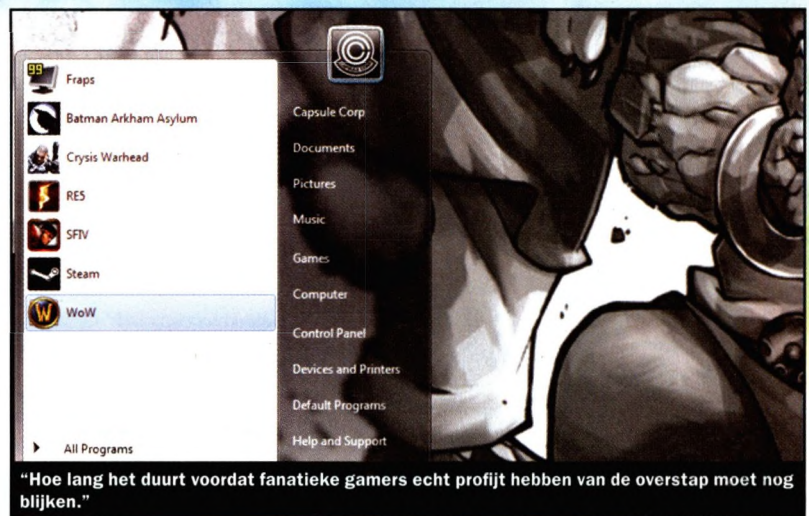 99
Fraps
Batman Arkham Asylum
Crysis Warhead
RE5
SFIV
Steam
WoW
All Programs
Capsule Corp
Documents
Pictures
Music
Games
Computer
Control Panel
Devices and Printers
Default Programs
Help and Support
“Hoe lang het duurt voordat fanatieke gamers echt profijt hebben van de overstap moet nog
blijken.”